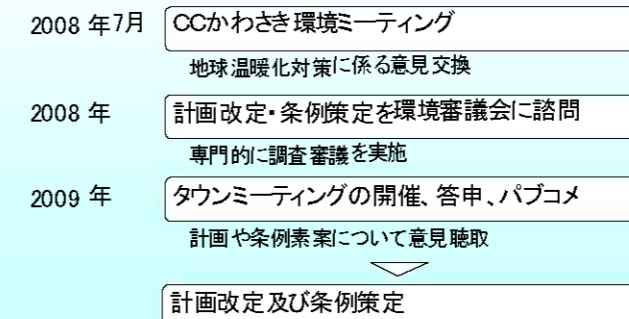 2008 年7月 CCかわさき環境ミーティング
地球温暖化対策に係る意見交換
2008 年 計画改定・条例策定を環境審議会に諮問
専門的に調査審議を実施
2009 年 タウンミーティングの開催、答申、パブコメ
計画や条例素案について意見聴取
計画改定及び条例策定